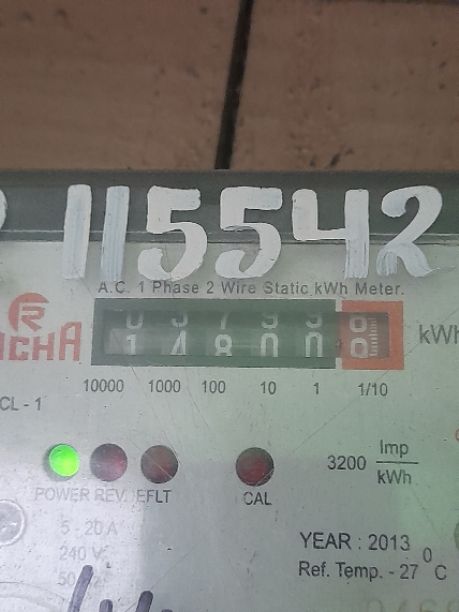 115542
A.C. 1 Phase 2 Wire Static kWh Meter.
kWh
10000 1000 100 10 1 1/10
CL - 1
3200 Imp/kWh
POWER REV. EFLT CAL
5 - 20 A
240 V
YEAR : 2013
Ref. Temp. - 27 °C